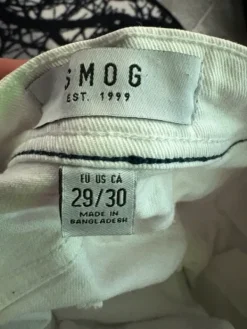 SMOG
EST. 1999
EU US CA
29/30
MADE IN
BANGLADESH